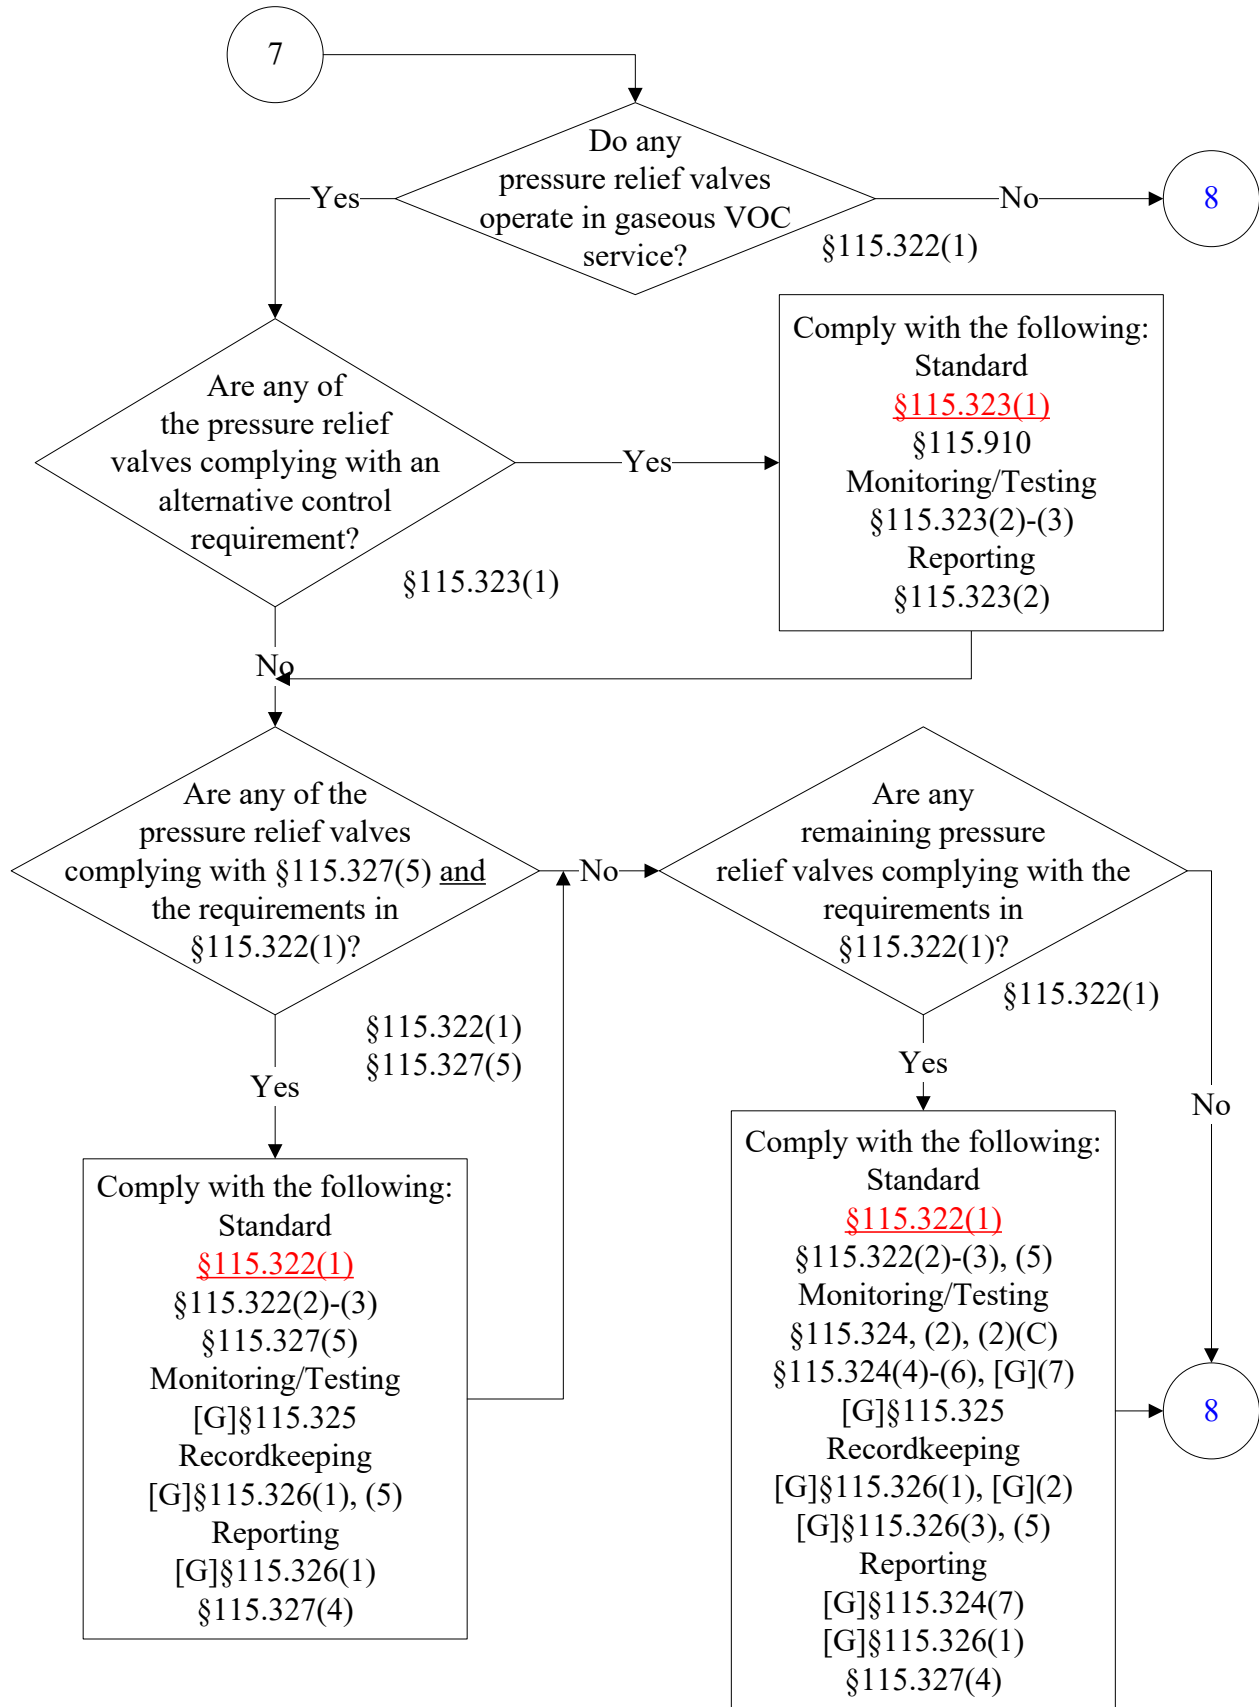 7
Do any
pressure relief valves
operate in gaseous VOC
service?
Yes
No
8
§115.322(1)
Are any of
the pressure relief
valves complying with an
alternative control
requirement?
Yes
§115.323(1)
No
Comply with the following:
Standard
§115.323(1)
§115.910
Monitoring/Testing
§115.323(2)-(3)
Reporting
§115.323(2)
Are any of the
pressure relief valves
complying with §115.327(5) and
the requirements in
§115.322(1)?
No
§115.322(1)
§115.327(5)
Yes
Are any
remaining pressure
relief valves complying with the
requirements in
§115.322(1)?
§115.322(1)
Yes
No
Comply with the following:
Standard
§115.322(1)
§115.322(2)-(3)
§115.327(5)
Monitoring/Testing
[G]§115.325
Recordkeeping
[G]§115.326(1), (5)
Reporting
[G]§115.326(1)
§115.327(4)
Comply with the following:
Standard
§115.322(1)
§115.322(2)-(3), (5)
Monitoring/Testing
§115.324, (2), (2)(C)
§115.324(4)-(6), [G](7)
[G]§115.325
Recordkeeping
[G]§115.326(1), [G](2)
[G]§115.326(3), (5)
Reporting
[G]§115.324(7)
[G]§115.326(1)
§115.327(4)
8